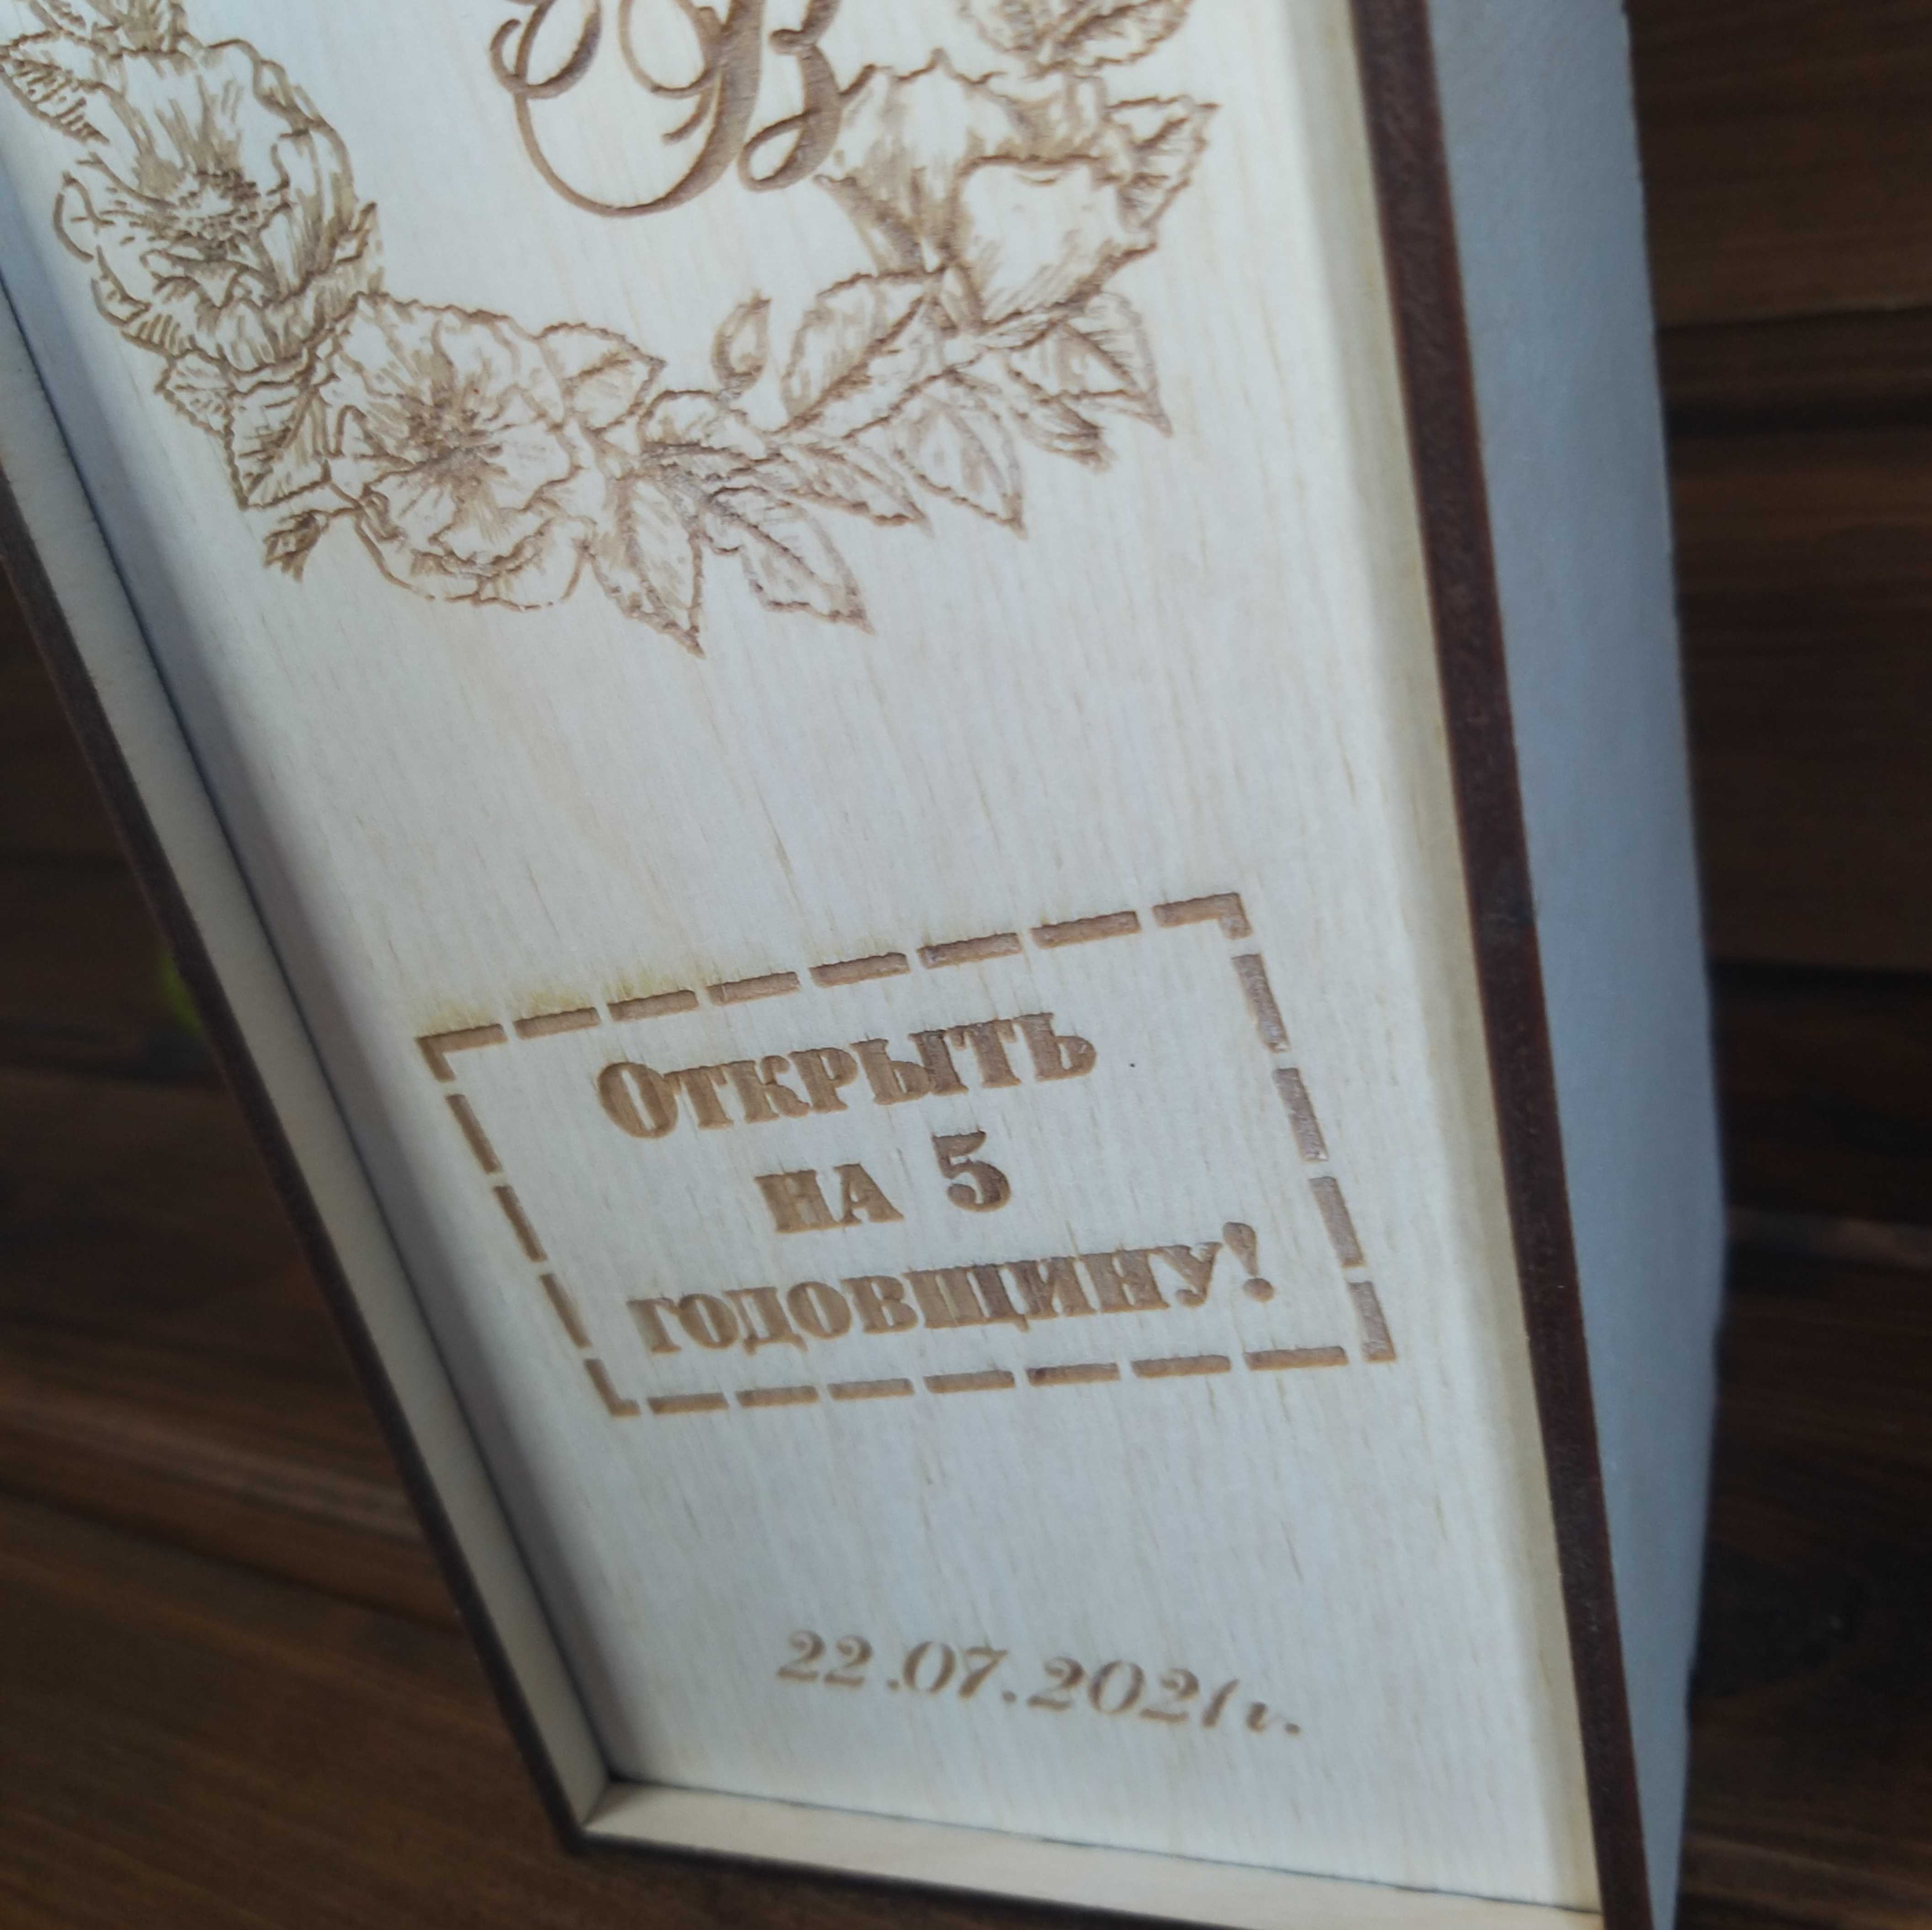 В
Открыть
на 5
годовщину!
22.07.2021г.